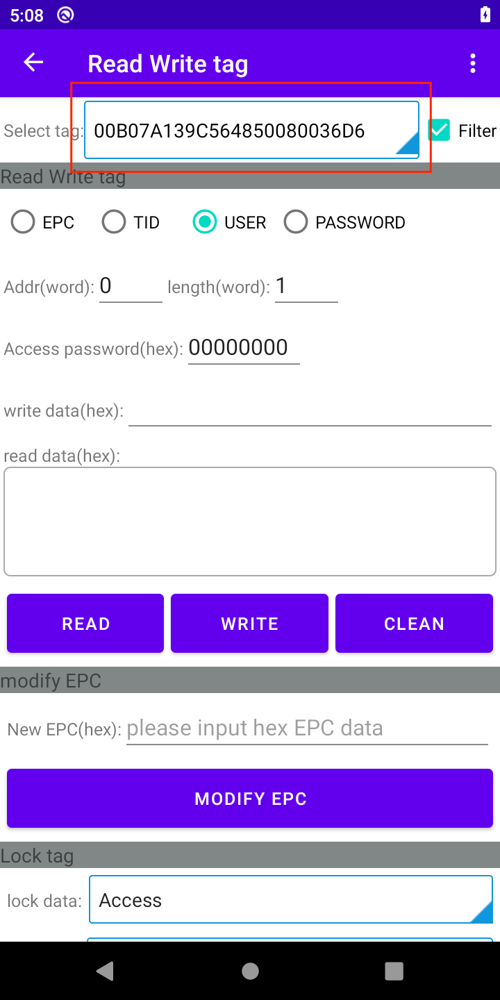 5:08
Read Write tag
Select tag: 00B07A139C564850080036D6 Filter
Read Write tag
EPC TID USER PASSWORD
Addr(word): 0 length(word): 1
Access password(hex): 00000000
write data(hex):
read data(hex):
READ WRITE CLEAN
modify EPC
New EPC(hex): please input hex EPC data
MODIFY EPC
Lock tag
lock data: Access